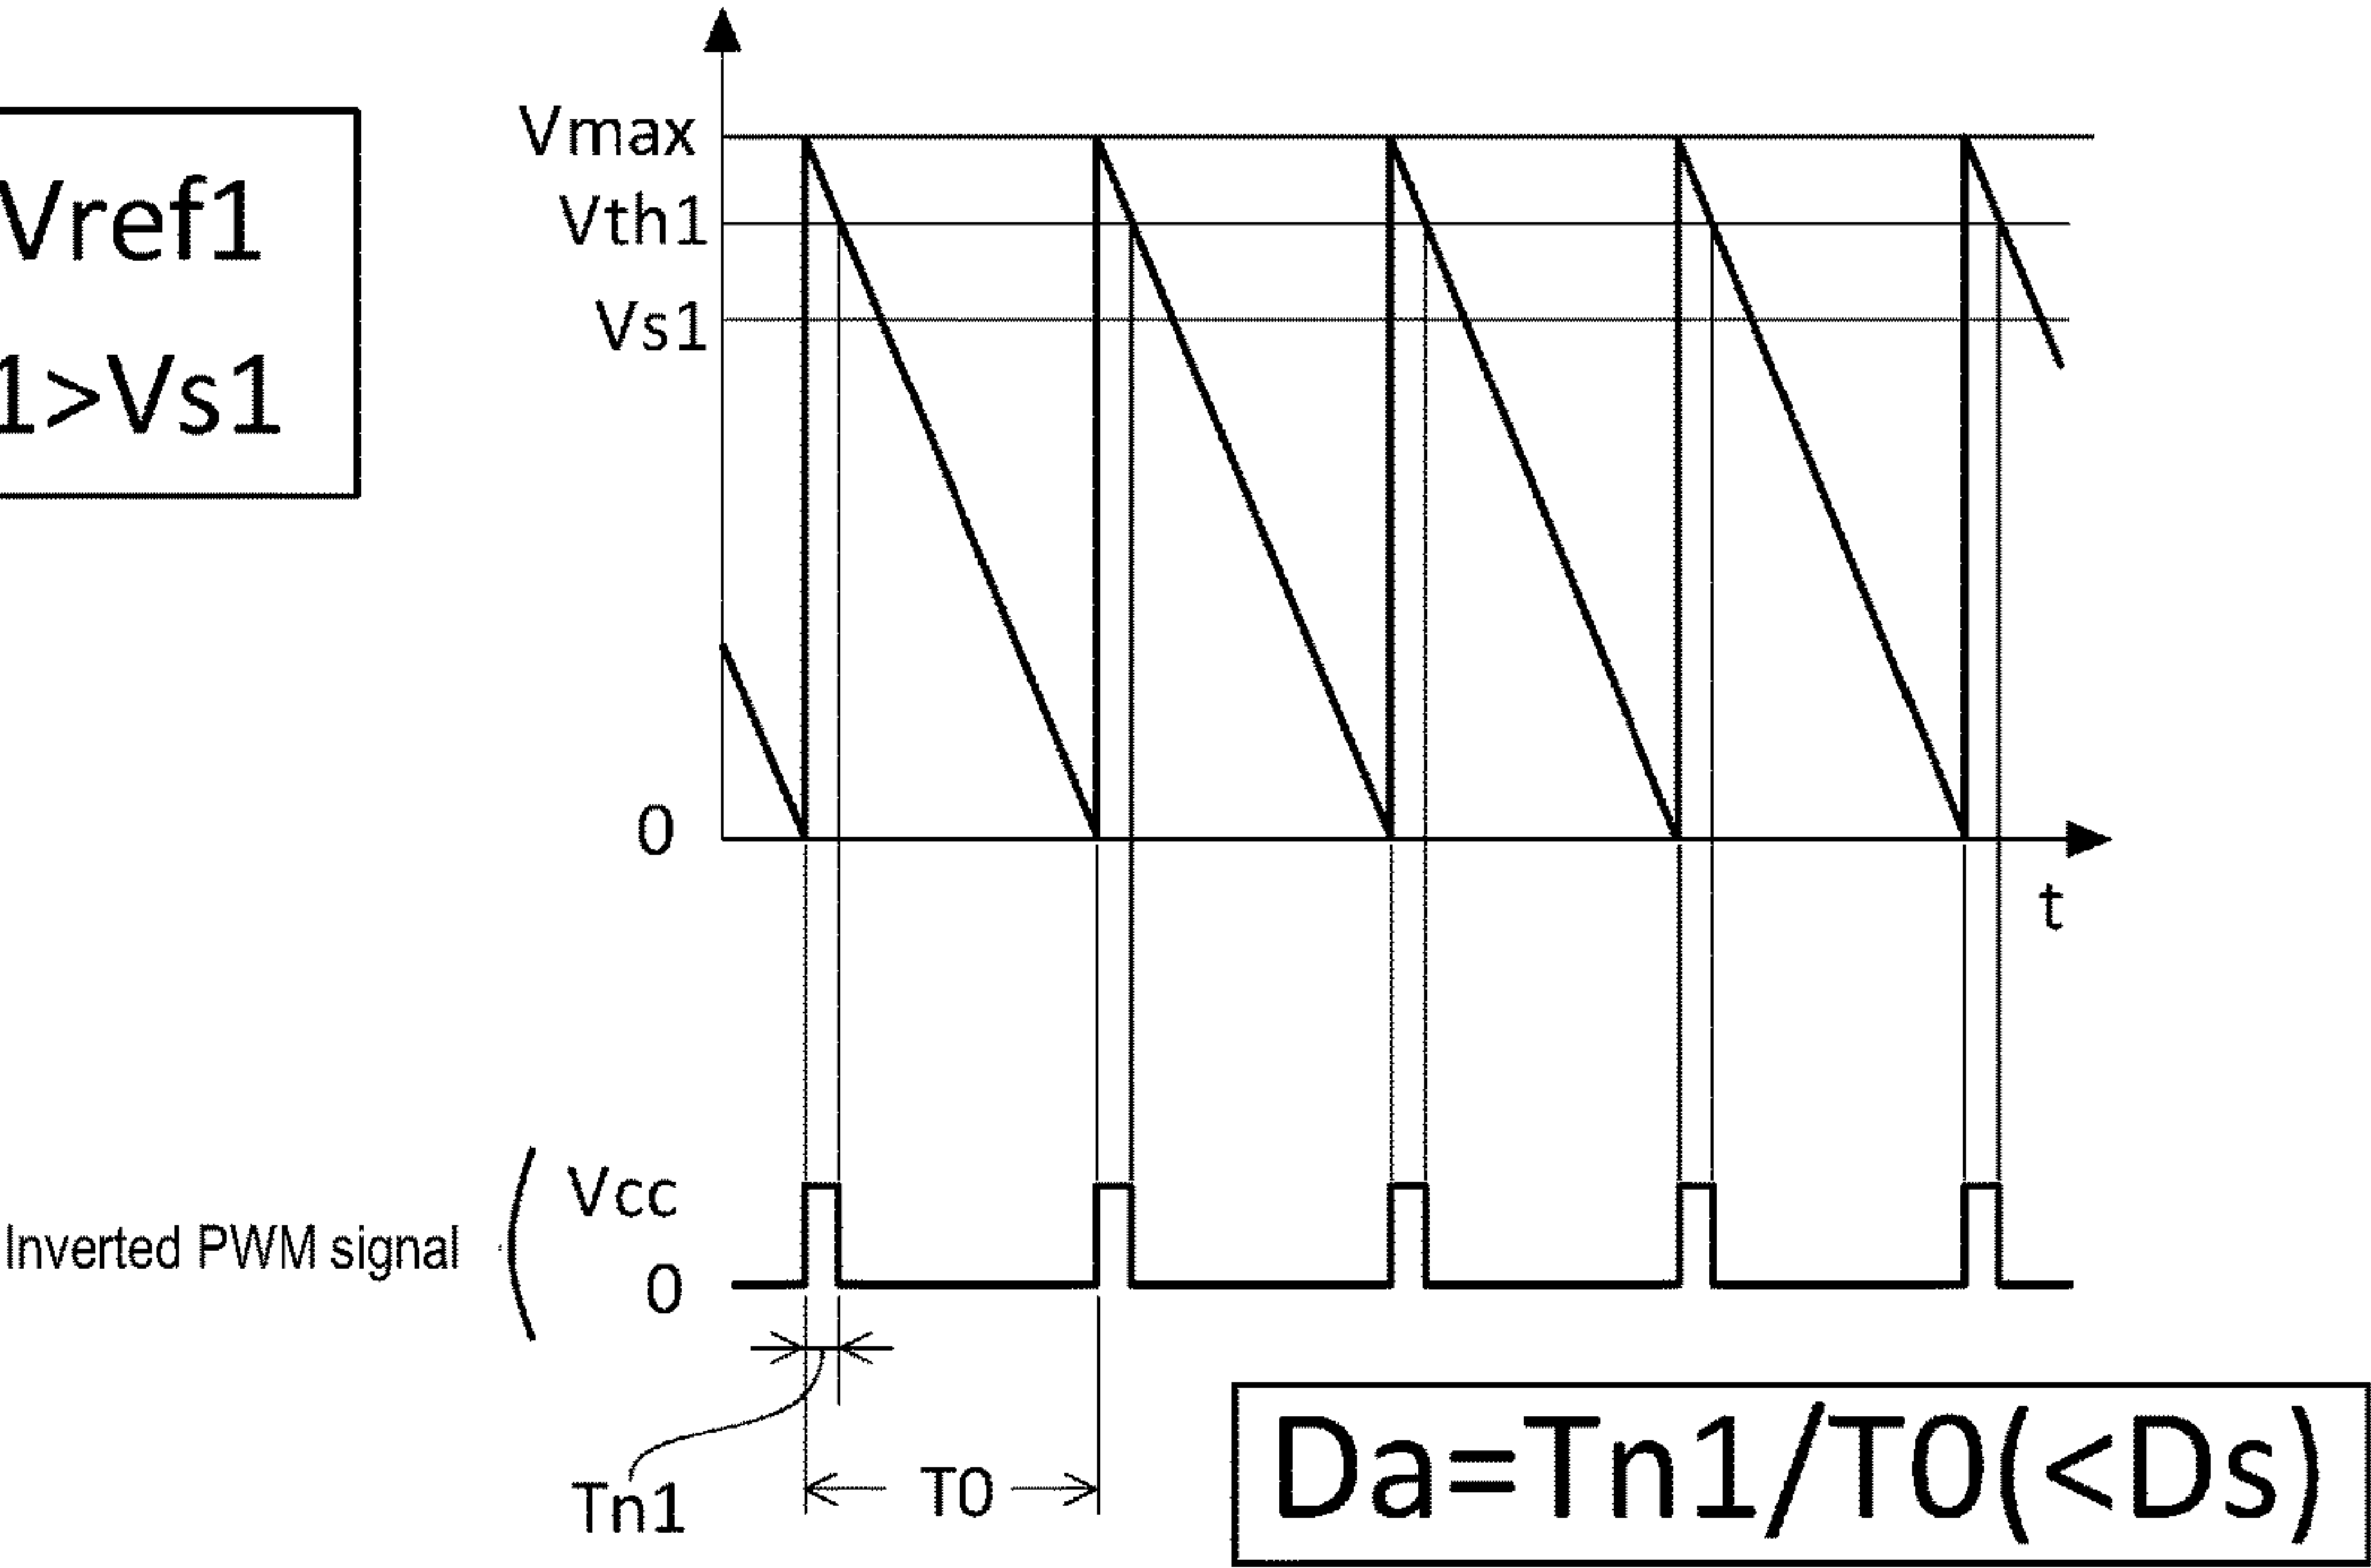 Vref1
1>Vs1
Vmax
Vth1
Vs1
0
t
Inverted PWM signal
Vcc
0
Tn1
T0
Da=Tn1/T0(<Ds)